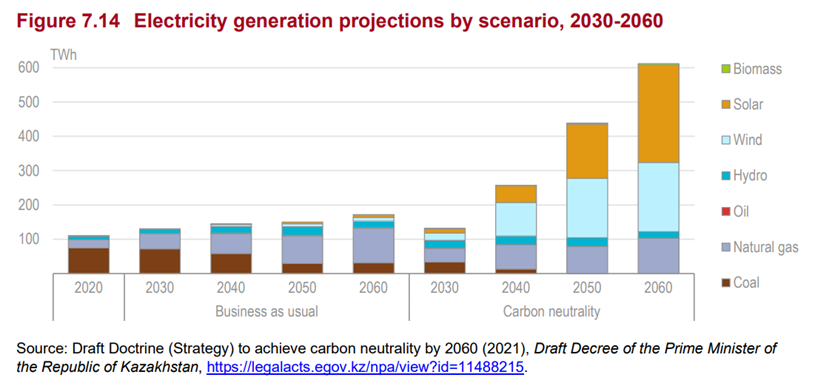 Figure 7.14 Electricity generation projections by scenario, 2030-2060
TWh
600
500
400
300
200
100
2020 2030 2040 2050 2060 2030 2040 2050 2060
Business as usual Carbon neutrality
Biomass
Solar
Wind
Hydro
Oil
Natural gas
Coal
Source: Draft Doctrine (Strategy) to achieve carbon neutrality by 2060 (2021), Draft Decree of the Prime Minister of
the Republic of Kazakhstan, https://legalacts.egov.kz/npa/view?id=11488215.